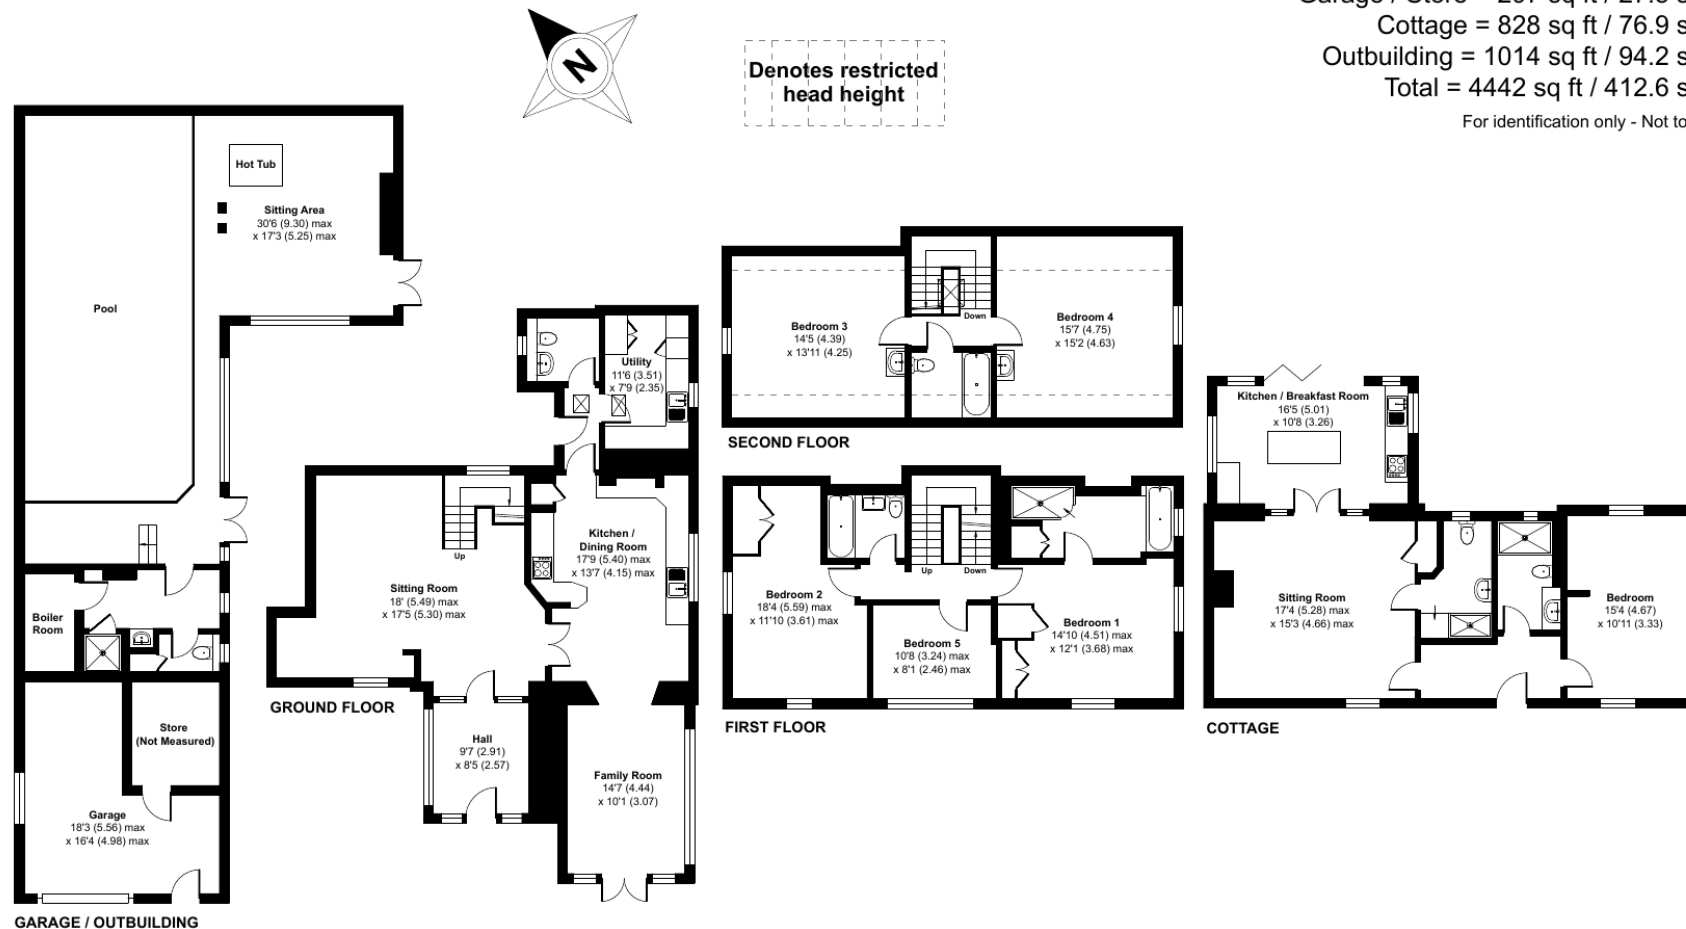 Cottage = 828 sq ft / 76.9 s
Outbuilding = 1014 sq ft / 94.2 s
Total = 4442 sq ft / 412.6 s
For identification only - Not to
N
Denotes restricted
head height
Hot Tub
Sitting Area
30'6 (9.30) max
x 17'3 (5.25) max
Pool
Boiler
Room
Store
(Not Measured)
Garage
18'3 (5.56) max
x 16'4 (4.98) max
GARAGE / OUTBUILDING
Utility
11'6 (3.51)
x 7'9 (2.35)
Up
Kitchen /
Dining Room
17'9 (5.40) max
x 13'7 (4.15) max
Sitting Room
18' (5.49) max
x 17'5 (5.30) max
GROUND FLOOR
Hall
9'7 (2.91)
x 8'5 (2.57)
Family Room
14'7 (4.44)
x 10'1 (3.07)
Bedroom 3
14'5 (4.39)
x 13'11 (4.25)
Down
Bedroom 4
15'7 (4.75)
x 15'2 (4.63)
SECOND FLOOR
Up
Down
Bedroom 2
18'4 (5.59) max
x 11'10 (3.61) max
Bedroom 5
10'8 (3.24) max
x 8'1 (2.46) max
Bedroom 1
14'10 (4.51) max
x 12'1 (3.68) max
FIRST FLOOR
Kitchen / Breakfast Room
16'5 (5.01)
x 10'8 (3.26)
Sitting Room
17'4 (5.28) max
x 15'3 (4.66) max
Bedroom
15'4 (4.67)
x 10'11 (3.33)
COTTAGE